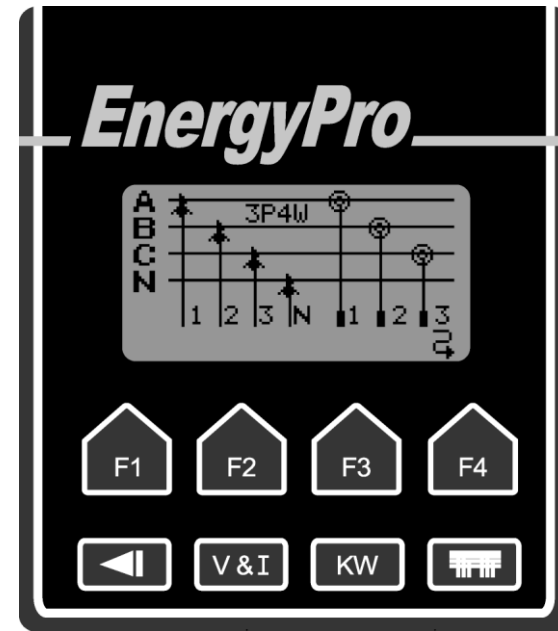 EnergyPro
A
3P4W
B
C
N
1 2 3 N 1 2 3
F1 F2 F3 F4
V & I KW